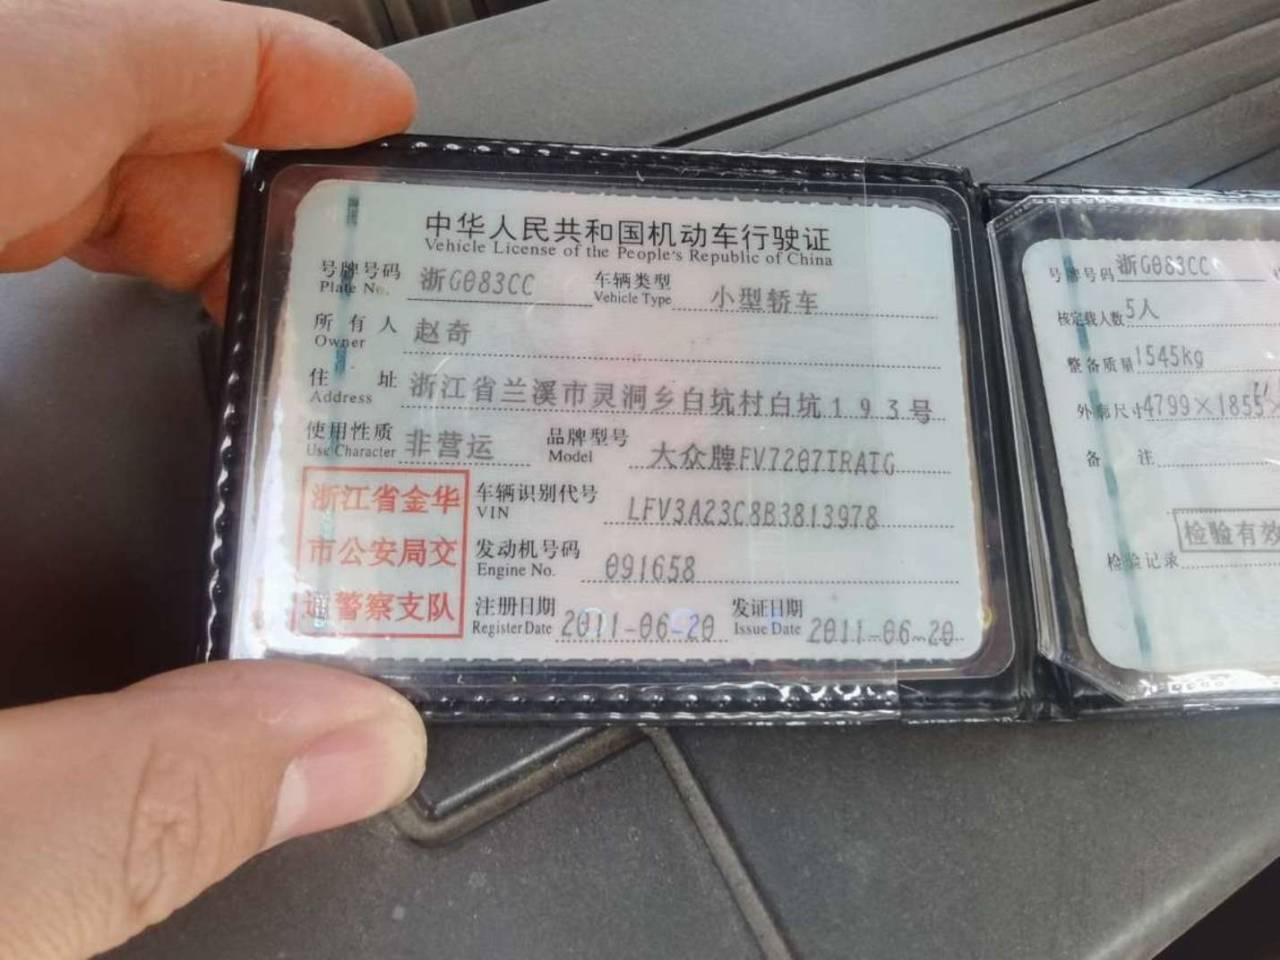 中华人民共和国机动车行驶证
Vehicle License of the People's Republic of China
号牌号码 浙G083CC 车辆类型 小型轿车
Plate No. Vehicle Type
所有人 赵奇
Owner
住址 浙江省兰溪市灵洞乡白坑村白坑193号
Address
使用性质 非营运 品牌型号 大众牌FV7207TRATG
Use Character Model
浙江省金华
市公安局交
通警察支队
车辆识别代号 LFV3A23C8B3813978
VIN
发动机号码 091658
Engine No.
注册日期 2011-06-20 发证日期 2011-06-20
Register Date Issue Date
号牌号码 浙G083CC
核定载人数 5人
整备质量 1545kg
外廓尺寸 4799×1855×
备注
检验有效
检验记录